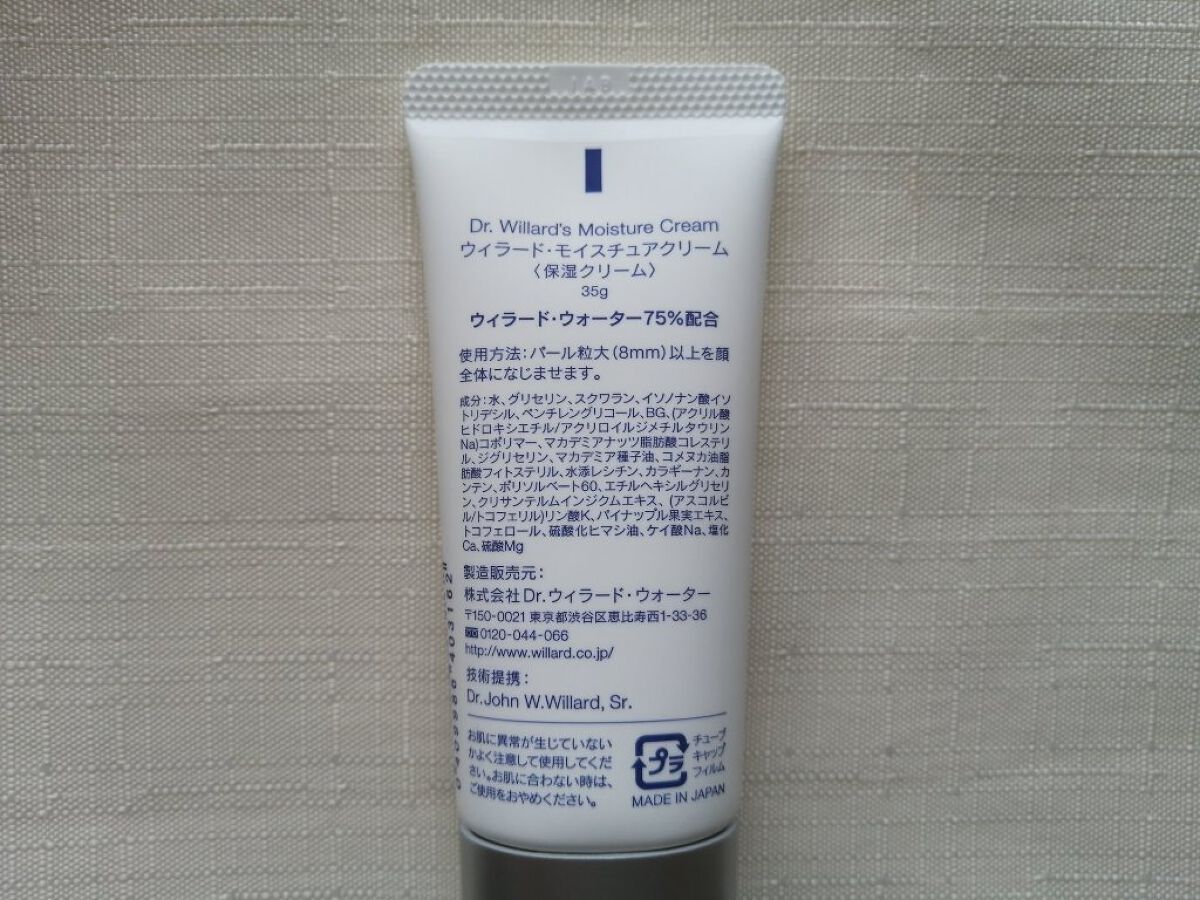 Dr. Willard's Moisture Cream
ウィラード・モイスチュアクリーム
〈保湿クリーム〉
35g
ウィラード・ウォーター75%配合
使用方法：パール粒大（8mm）以上を顔
全体になじませます。
成分：水、グリセリン、スクワラン、イソノナン酸イソ
トリデシル、ペンチレングリコール、BG、(アクリル酸
ヒドロキシエチル/アクリロイルジメチルタウリン
Na)コポリマー、マカデミアナッツ脂肪酸コレステリ
ル、ジグリセリン、マカデミア種子油、コメヌカ油脂
肪酸フィトステリル、水添レシチン、カラギーナン、カ
ンテン、ポリソルベート60、エチルヘキシルグリセリ
ン、クリサンテルムインジクムエキス、(アスコルビ
ル/トコフェリル)リン酸K、パイナップル果実エキス、
トコフェロール、硫酸化ヒマシ油、ケイ酸Na、塩化
Ca、硫酸Mg
製造販売元：
株式会社Dr.ウィラード・ウォーター
〒150-0021 東京都渋谷区恵比寿西1-33-36
0120-044-066
http://www.willard.co.jp/
技術提携：
Dr.John W.Willard, Sr.
お肌に異常が生じていない
かよく注意して使用してくだ
さい。お肌に合わない時は、
ご使用をおやめください。
プラ
チューブ
キャップ
フィルム
MADE IN JAPAN